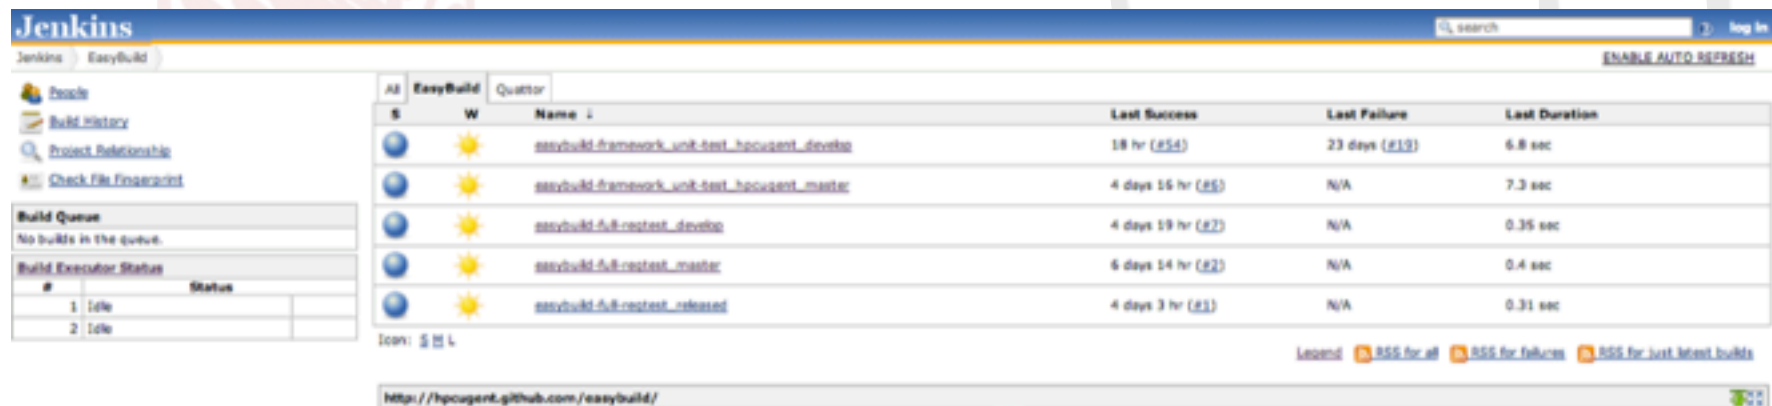 Jenkins
search
log in
Jenkins EasyBuild
ENABLE AUTO REFRESH
People
Build History
Project Relationship
Check File Fingerprint
Build Queue
No builds in the queue.
Build Executor Status
# Status
1 Idle
2 Idle
All EasyBuild Quattor
S W Name ↓ Last Success Last Failure Last Duration
easybuild-framework_unit-test_hpcugent_develop 18 hr (#54) 23 days (#19) 6.8 sec
easybuild-framework_unit-test_hpcugent_master 4 days 16 hr (#6) N/A 7.3 sec
easybuild-full-regtest_develop 4 days 19 hr (#7) N/A 0.35 sec
easybuild-full-regtest_master 6 days 14 hr (#2) N/A 0.4 sec
easybuild-full-regtest_released 4 days 3 hr (#1) N/A 0.31 sec
Icon: S M L
Legend RSS for all RSS for failures RSS for just latest builds
http://hpcugent.github.com/easybuild/